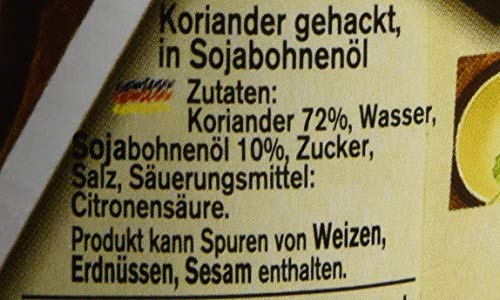 Koriander gehackt,
in Sojabohnenöl
Zutaten:
Koriander 72%, Wasser,
Sojabohnenöl 10%, Zucker,
Salz, Säuerungsmittel:
Citronensäure.
Produkt kann Spuren von Weizen,
Erdnüssen, Sesam enthalten.